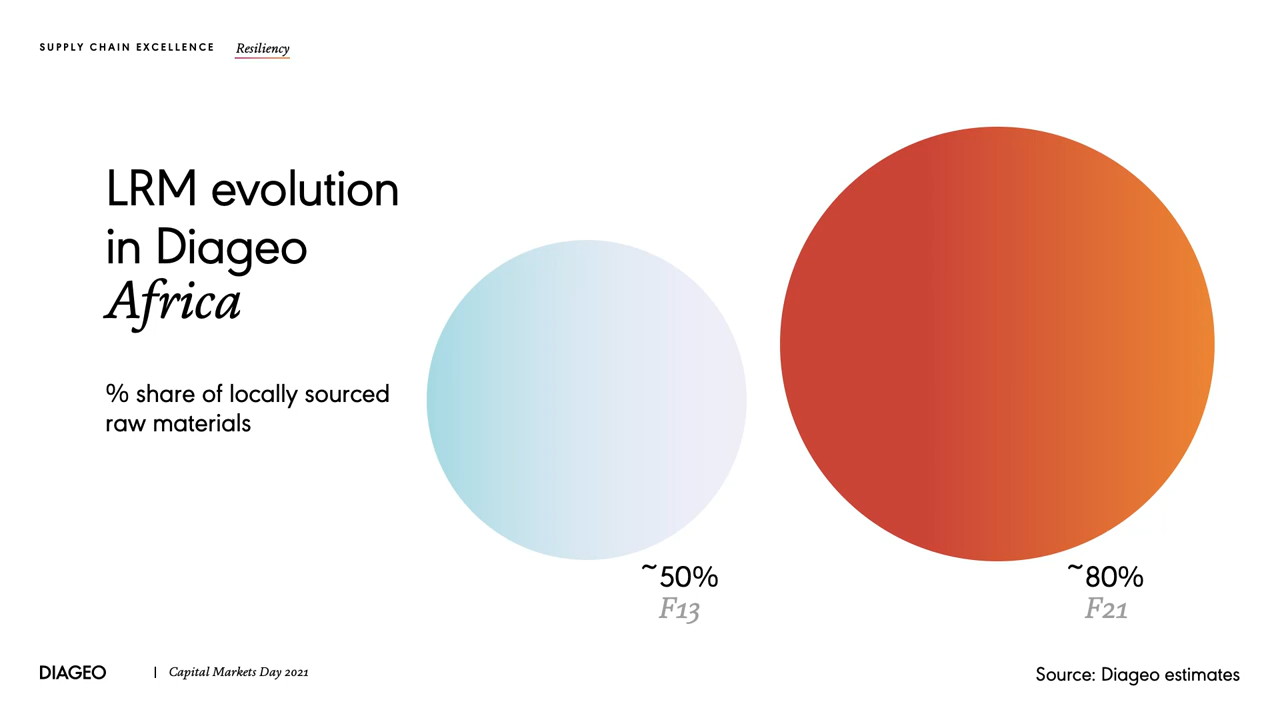 SUPPLY CHAIN EXCELLENCE Resiliency
LRM evolution
in Diageo
Africa
% share of locally sourced
raw materials
~50%
F13
~80%
F21
DIAGEO | Capital Markets Day 2021
Source: Diageo estimates